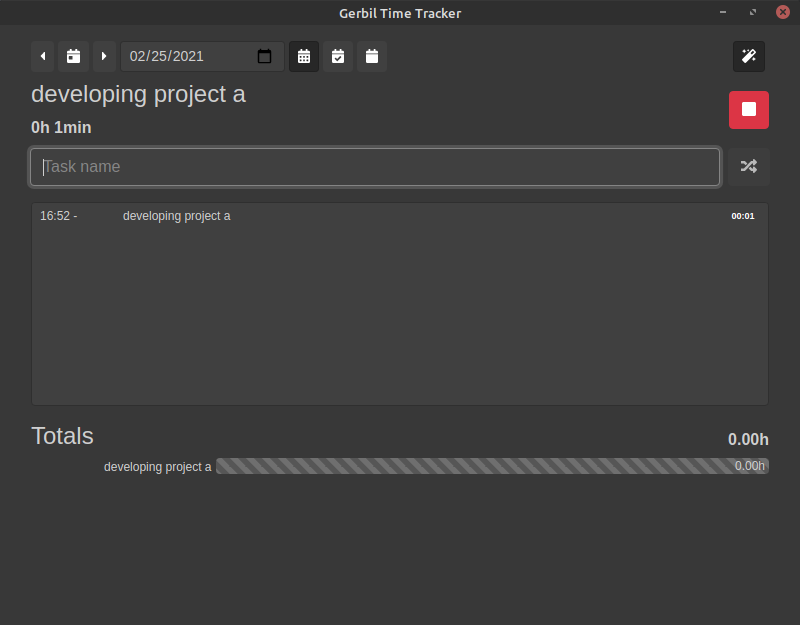 Gerbil Time Tracker
02/25/2021
developing project a
0h 1min
Task name
16:52 - developing project a 00:01
Totals 0.00h
developing project a 0.00h